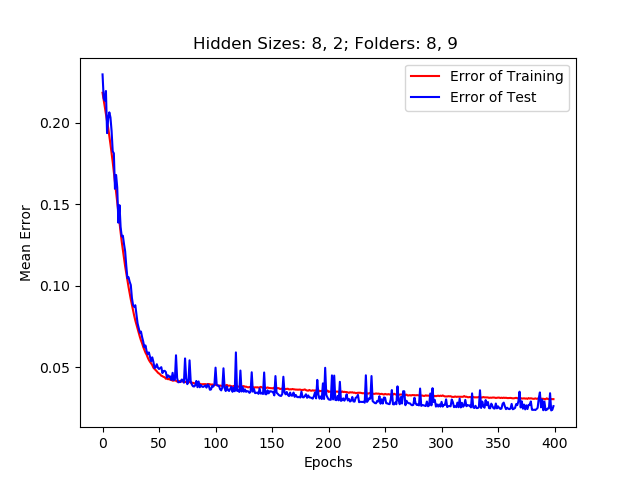 Hidden Sizes: 8, 2; Folders: 8, 9
Error of Training
Error of Test
Mean Error
0.20
0.15
0.10
0.05
0 50 100 150 200 250 300 350 400
Epochs